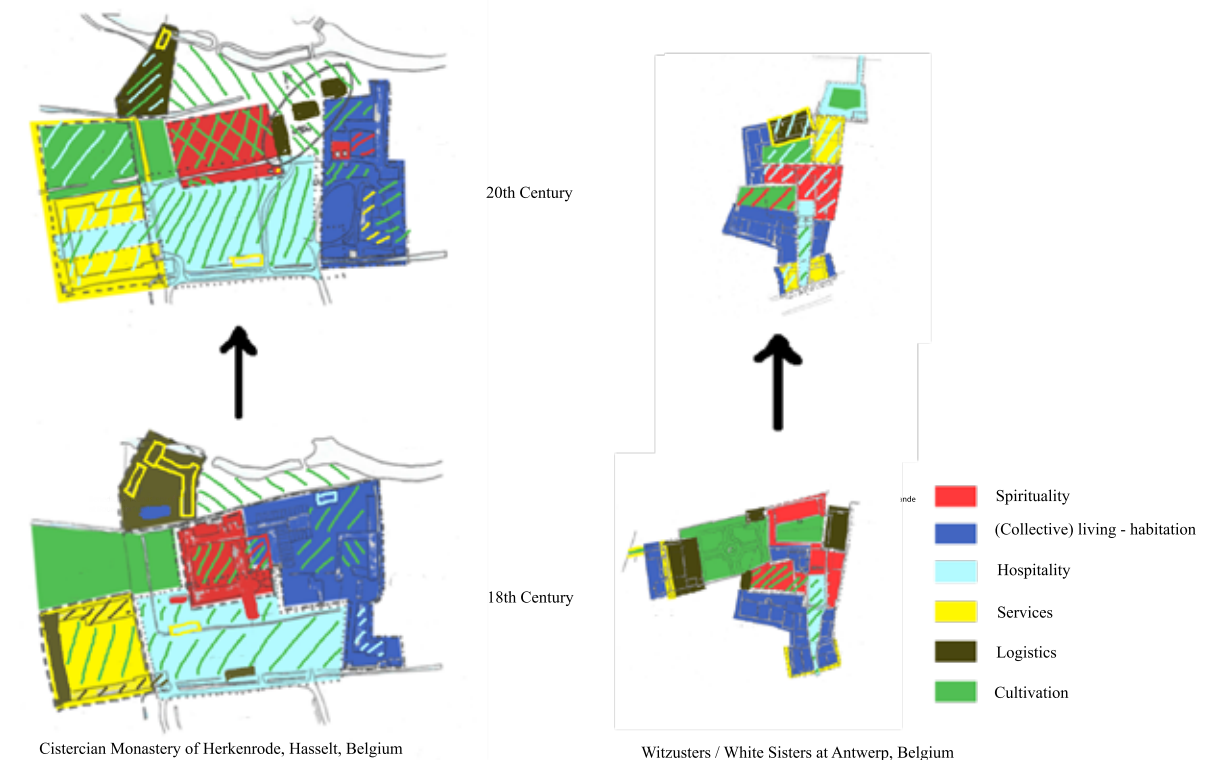 20th Century
18th Century
ande
Spirituality
(Collective) living - habitation
Hospitality
Services
Logistics
Cultivation
Cistercian Monastery of Herkenrode, Hasselt, Belgium
Witzusters / White Sisters at Antwerp, Belgium